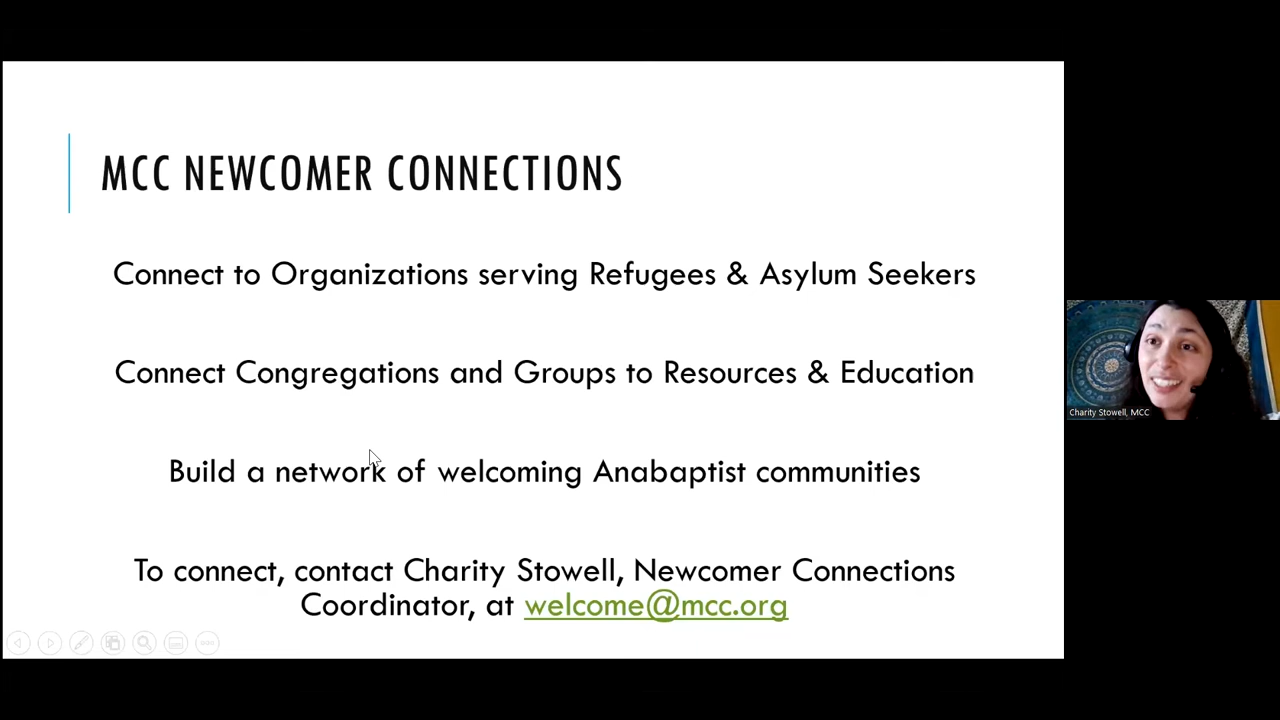 MCC NEWCOMER CONNECTIONS
Connect to Organizations serving Refugees & Asylum Seekers
Connect Congregations and Groups to Resources & Education
Build a network of welcoming Anabaptist communities
To connect, contact Charity Stowell, Newcomer Connections
Coordinator, at welcome@mcc.org
Charity Stowell, MCC